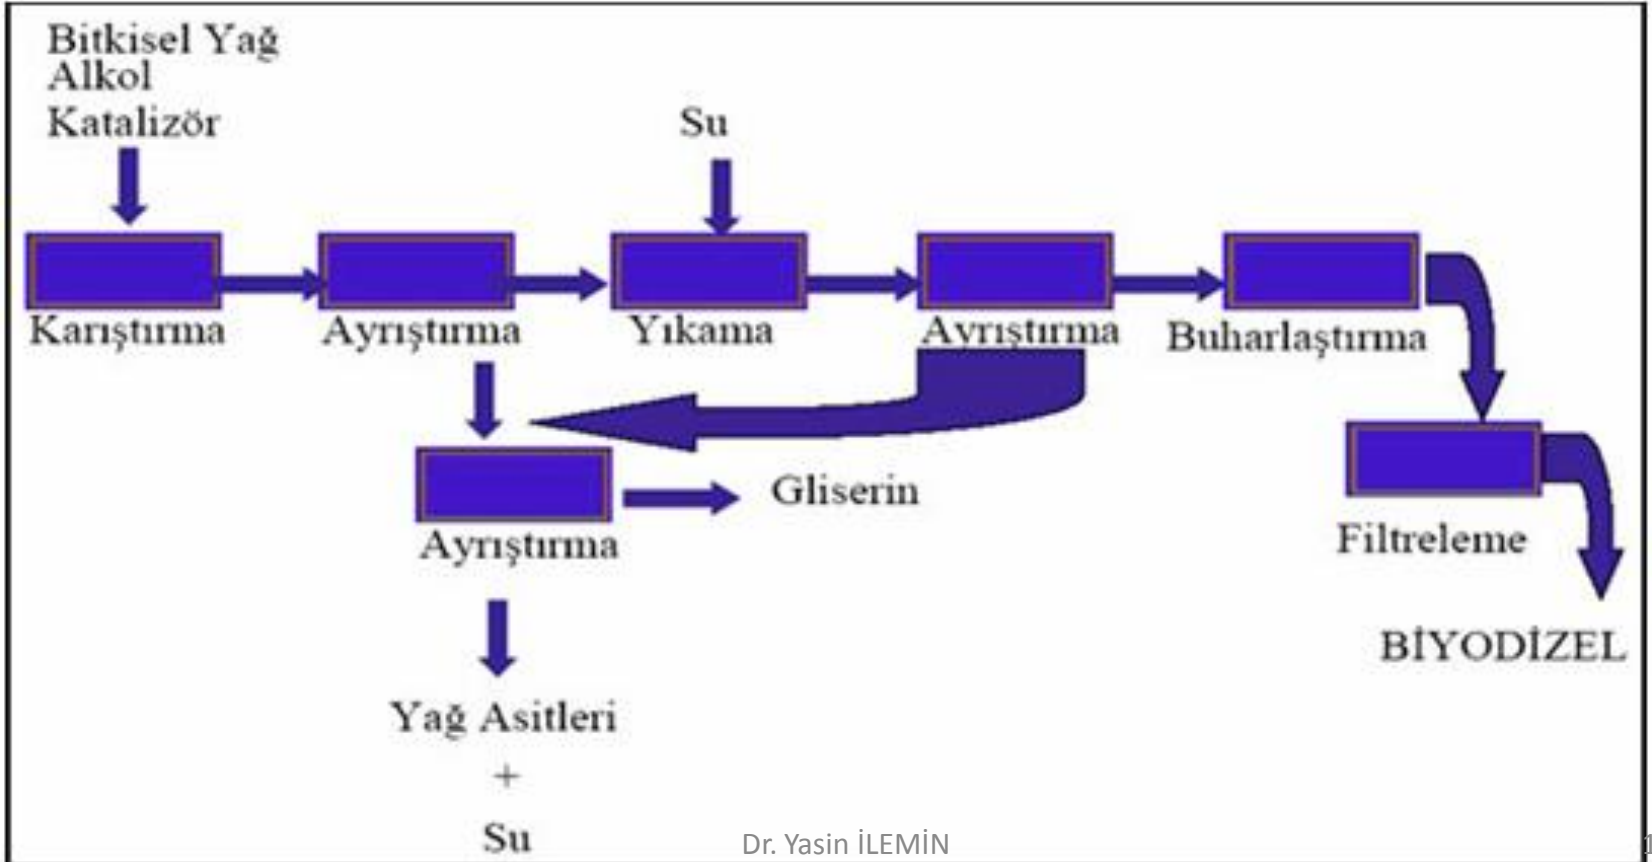 Bitkisel Yağ
Alkol
Katalizör
Su
Karıştırma
Ayrıştırma
Yıkama
Ayrıştırma
Buharlaştırma
Gliserin
Ayrıştırma
Filtreleme
BİYODİZEL
Yağ Asitleri
+
Su
Dr. Yasin İLEMİN